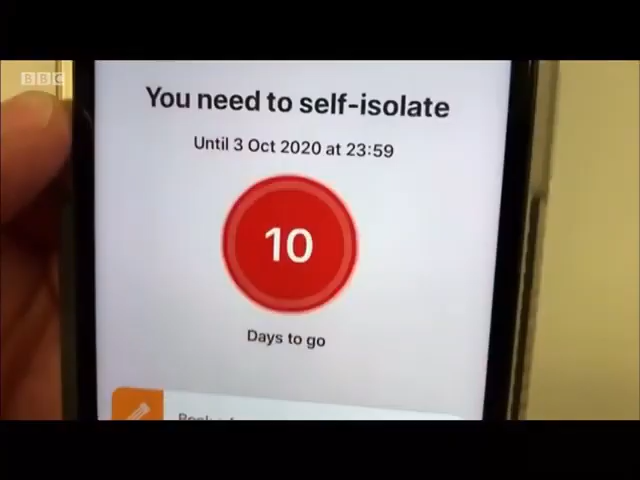 BBC
You need to self-isolate
Until 3 Oct 2020 at 23:59
10
Days to go